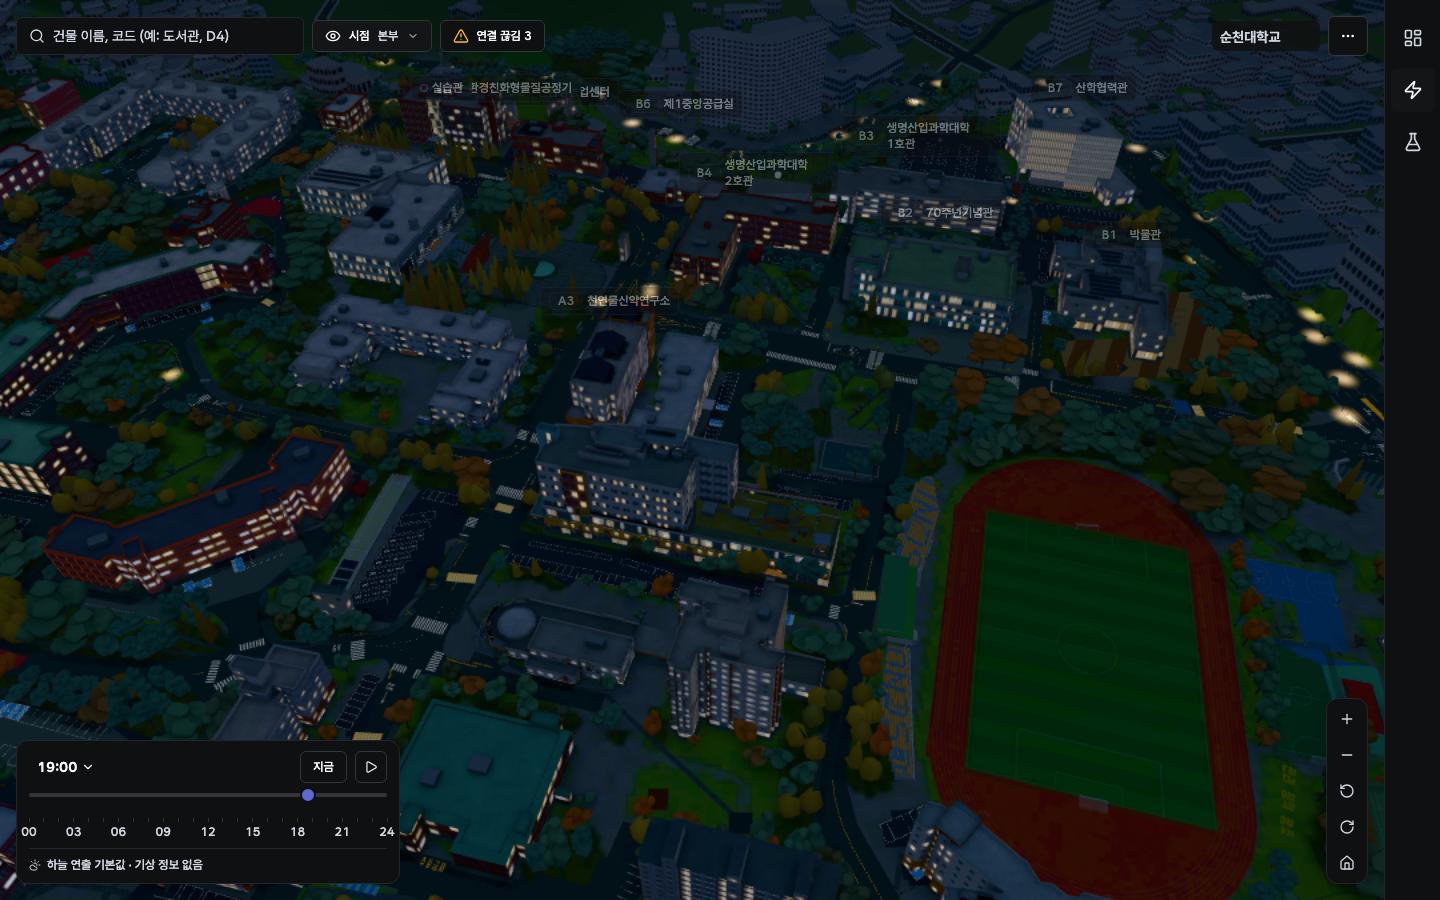 건물 이름, 코드 (예: 도서관, D4)
시점 본부
연결 끊김 3
순천대학교
실습관
환경친화형물질공정기
업센터
B6 제1중앙공급실
B7 산학협력관
B3 생명산업과학대학
1호관
B4 생명산업과학대학
2호관
B2 70주년기념관
B1 박물관
A3 천연물신약연구소
19:00
지금
00 03 06 09 12 15 18 21 24
하늘 연출 기본값 · 기상 정보 없음